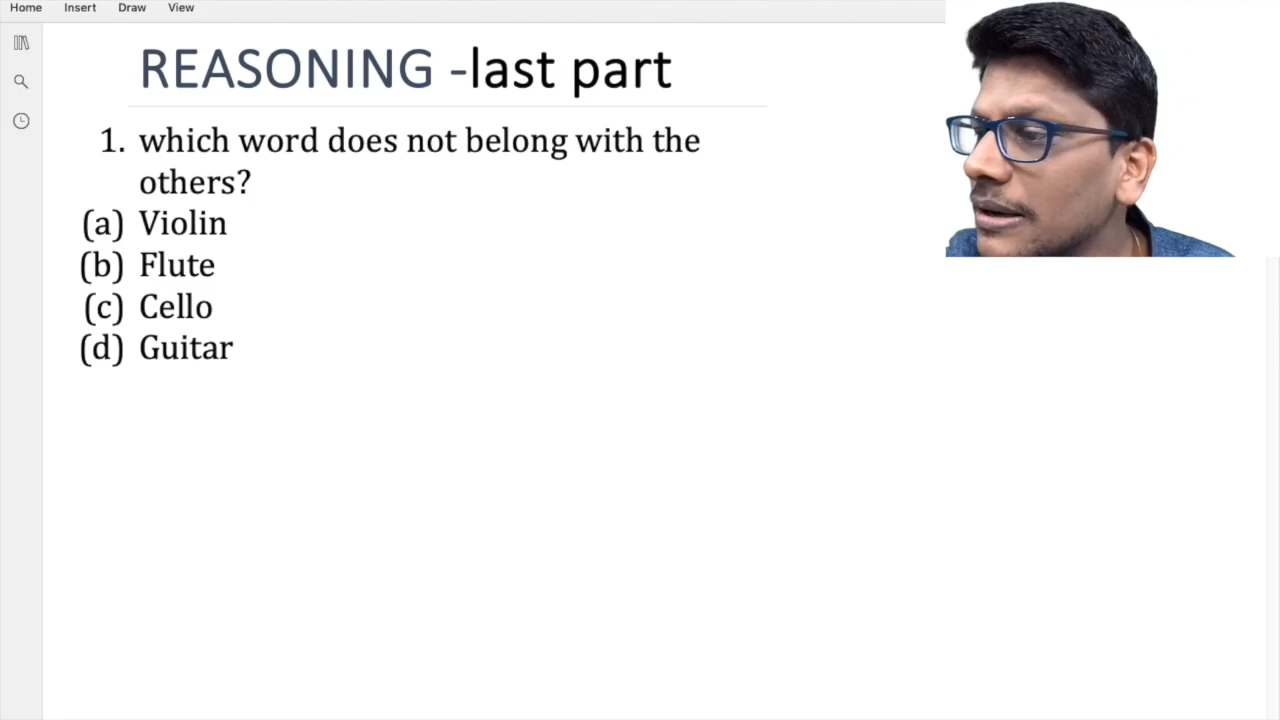 Home Insert Draw View
REASONING -last part
1. which word does not belong with the
others?
(a) Violin
(b) Flute
(c) Cello
(d) Guitar